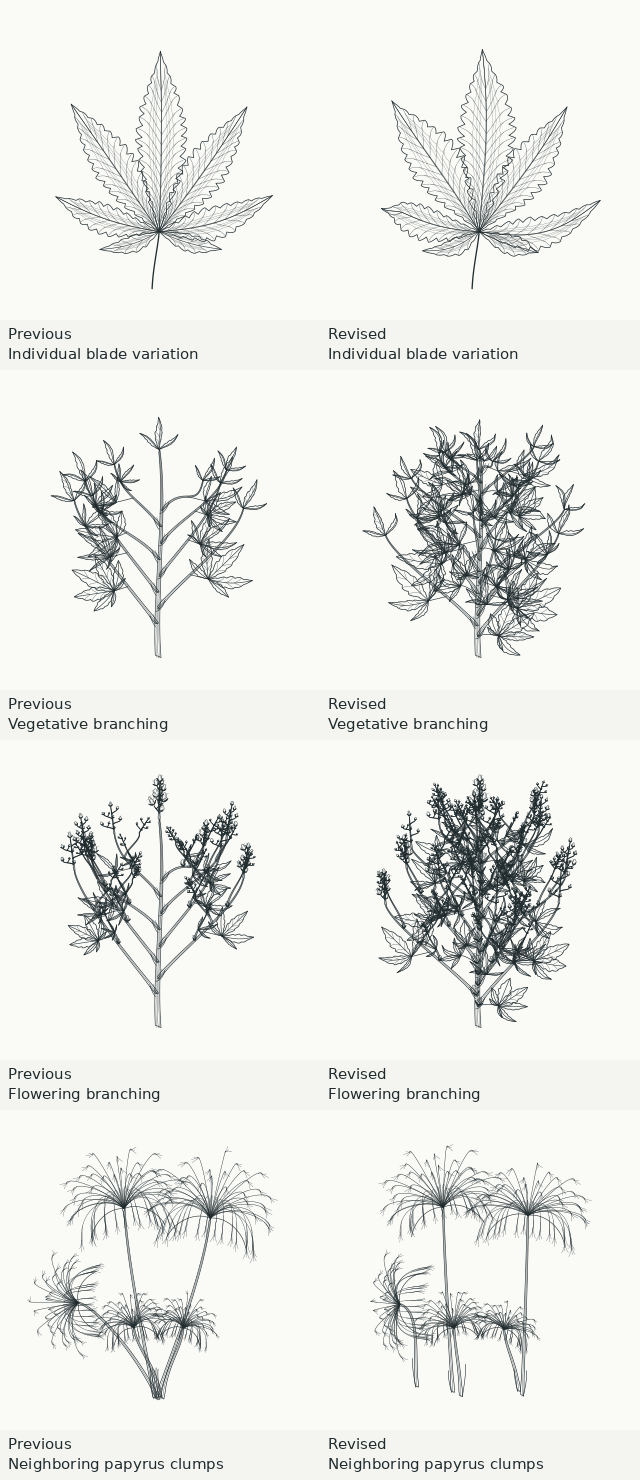 Previous
Individual blade variation
Revised
Individual blade variation
Previous
Vegetative branching
Revised
Vegetative branching
Previous
Flowering branching
Revised
Flowering branching
Previous
Neighboring papyrus clumps
Revised
Neighboring papyrus clumps